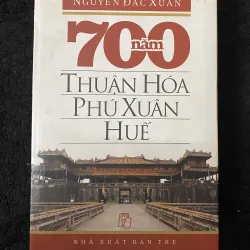 NGUYỄN ĐẮC XUÂN
700
năm
THUẬN HÓA
PHÚ XUÂN
HUẾ
NHÀ XUẤT BẢN TRẺ